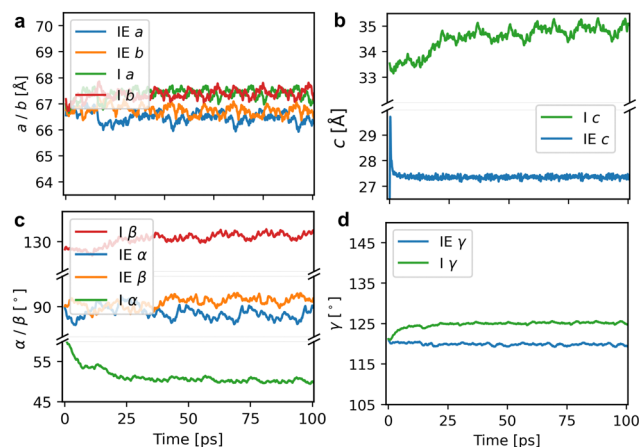 a
70
69
68
67
66
65
64
a / b [Å]
IE a
IE b
I a
I b
b
35
34
33
29
28
27
c [Å]
I c
IE c
c
130
90
55
45
α / β [°]
I β
IE α
IE β
I α
0
25
50
75
100
Time [ps]
d
145
135
125
115
105
γ [°]
IE γ
I γ
0
25
50
75
100
Time [ps]